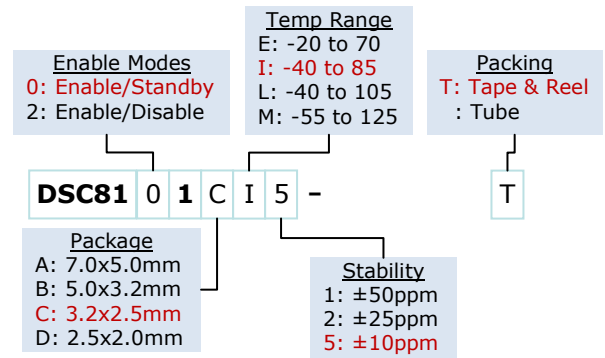 Temp Range
E: -20 to 70
I: -40 to 85
L: -40 to 105
M: -55 to 125
Enable Modes
0: Enable/Standby
2: Enable/Disable
Packing
T: Tape & Reel
: Tube
DSC81 0 1 C I 5 - T
Package
A: 7.0x5.0mm
B: 5.0x3.2mm
C: 3.2x2.5mm
D: 2.5x2.0mm
Stability
1: ±50ppm
2: ±25ppm
5: ±10ppm